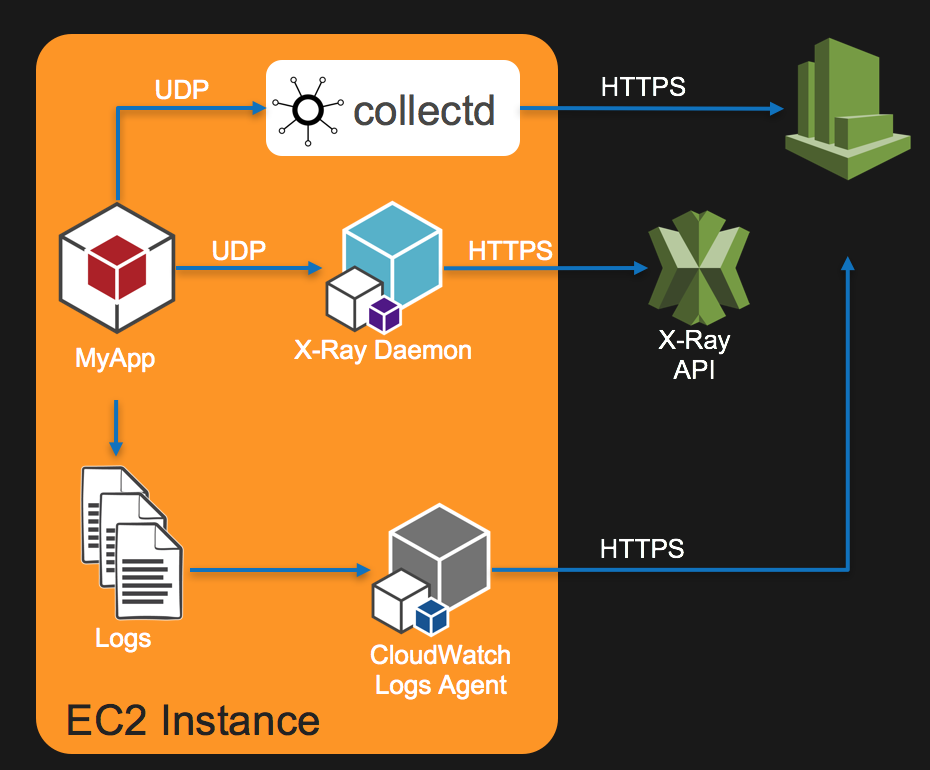 UDP
collectd
HTTPS
UDP
HTTPS
MyApp
X-Ray Daemon
X-Ray
API
HTTPS
Logs
CloudWatch
Logs Agent
EC2 Instance